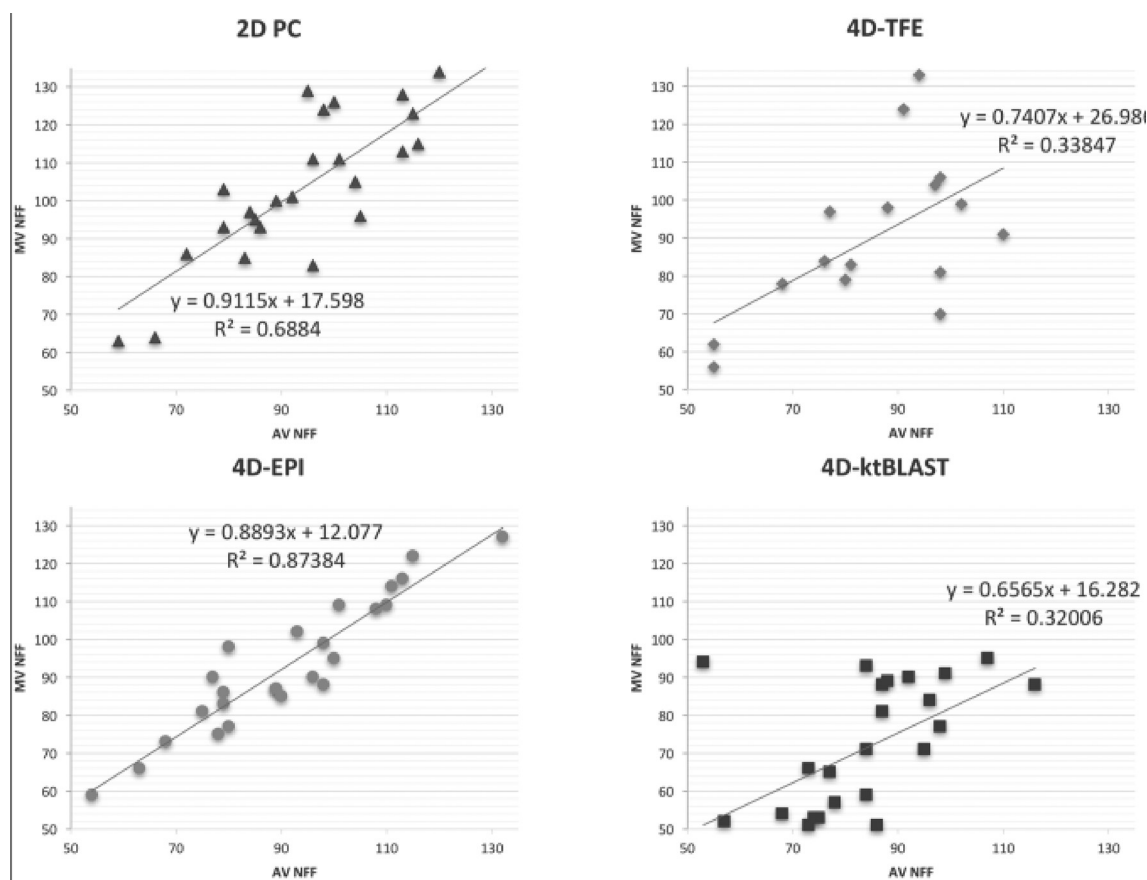 2D PC
130
120
110
100
90
80
70
60
50
MV NFF
y = 0.9115x + 17.598
R² = 0.6884
50 70 90 110 130
AV NFF
4D-TFE
130
120
110
100
90
80
70
60
50
MV NFF
y = 0.7407x + 26.986
R² = 0.33847
50 70 90 110 130
AV NFF
4D-EPI
130
120
110
100
90
80
70
60
50
MV NFF
y = 0.8893x + 12.077
R² = 0.87384
50 70 90 110 130
AV NFF
4D-ktBLAST
130
120
110
100
90
80
70
60
50
MV NFF
y = 0.6565x + 16.282
R² = 0.32006
50 70 90 110 130
AV NFF